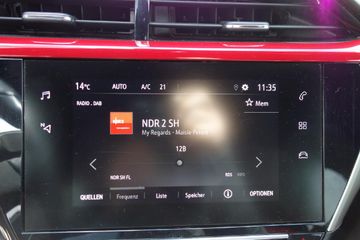 14°C AUTO A/C 21 11:35
RADIO . DAB Mem
NDR 2 SH
My Regards - Maisie Peters
12B
NDR SH FL RDS
QUELLEN Frequenz Liste Speicher OPTIONEN
N